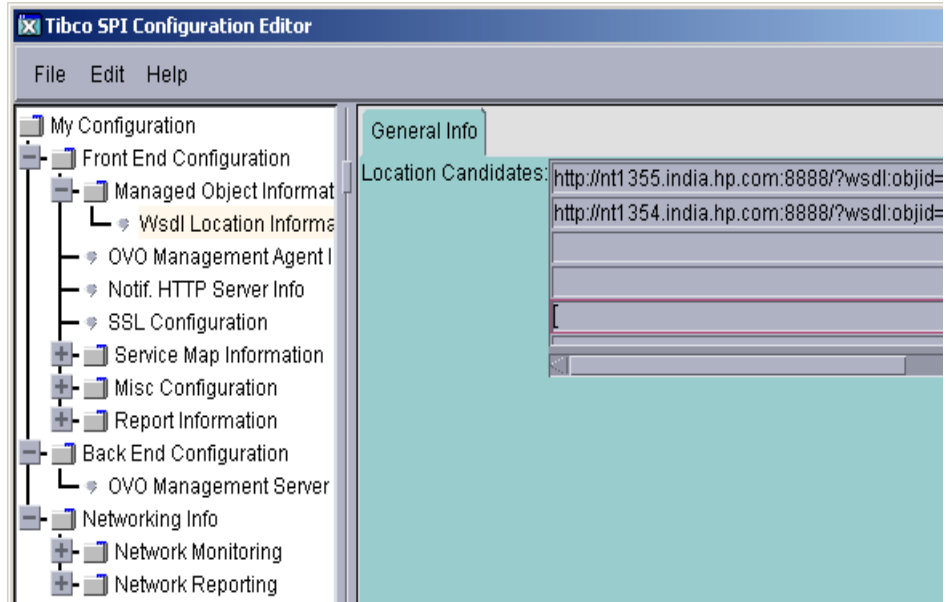 Tibco SPI Configuration Editor
File Edit Help
My Configuration
Front End Configuration
Managed Object Informat
Wsdl Location Informa
OVO Management Agent I
Notif. HTTP Server Info
SSL Configuration
Service Map Information
Misc Configuration
Report Information
Back End Configuration
OVO Management Server
Networking Info
Network Monitoring
Network Reporting
General Info
Location Candidates:
http://nt1355.india.hp.com:8888/?wsdl:objid=
http://nt1354.india.hp.com:8888/?wsdl:objid=